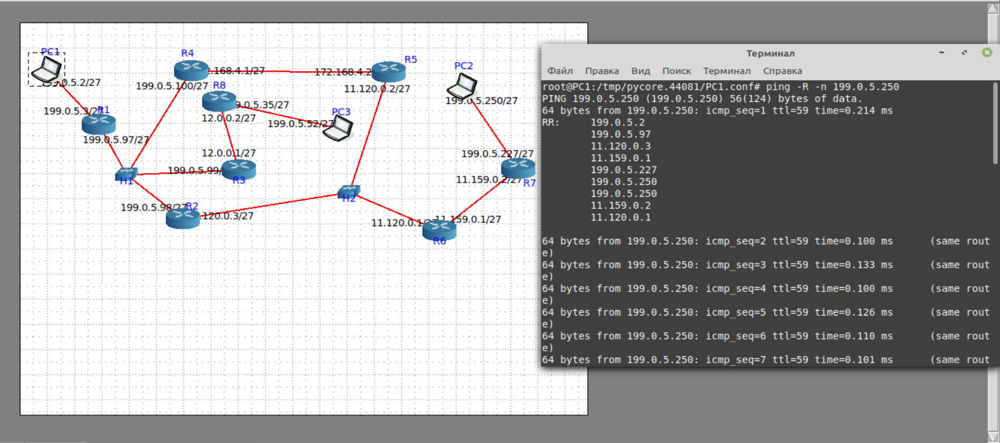 PC1
199.0.5.2/27
R4
.168.4.1/27
172.168.4.2
R5
199.0.5.100/27
R8
11.120.0.2/27
PC2
199.0.5.250/27
199.0.5.3/27
R1
.0.5.35/27
12.0.0.2/27
PC3
199.0.5.52/27
199.0.5.97/27
12.0.0.1/27
199.0.5.227/27
199.0.5.99/
H1
R3
11.159.0.2/27
R7
H2
199.0.5.98/27
R2
.120.0.3/27
11.120.0.1/27
11.159.0.1/27
R6
Терминал
Файл Правка Вид Поиск Терминал Справка
root@PC1:/tmp/pycore.44081/PC1.conf# ping -R -n 199.0.5.250
PING 199.0.5.250 (199.0.5.250) 56(124) bytes of data.
64 bytes from 199.0.5.250: icmp_seq=1 ttl=59 time=0.214 ms
RR: 199.0.5.2
199.0.5.97
11.120.0.3
11.159.0.1
199.0.5.227
199.0.5.250
199.0.5.250
11.159.0.2
11.120.0.1
64 bytes from 199.0.5.250: icmp_seq=2 ttl=59 time=0.100 ms (same rout
e)
64 bytes from 199.0.5.250: icmp_seq=3 ttl=59 time=0.133 ms (same rout
e)
64 bytes from 199.0.5.250: icmp_seq=4 ttl=59 time=0.100 ms (same rout
e)
64 bytes from 199.0.5.250: icmp_seq=5 ttl=59 time=0.126 ms (same rout
e)
64 bytes from 199.0.5.250: icmp_seq=6 ttl=59 time=0.110 ms (same rout
e)
64 bytes from 199.0.5.250: icmp_seq=7 ttl=59 time=0.101 ms (same rout